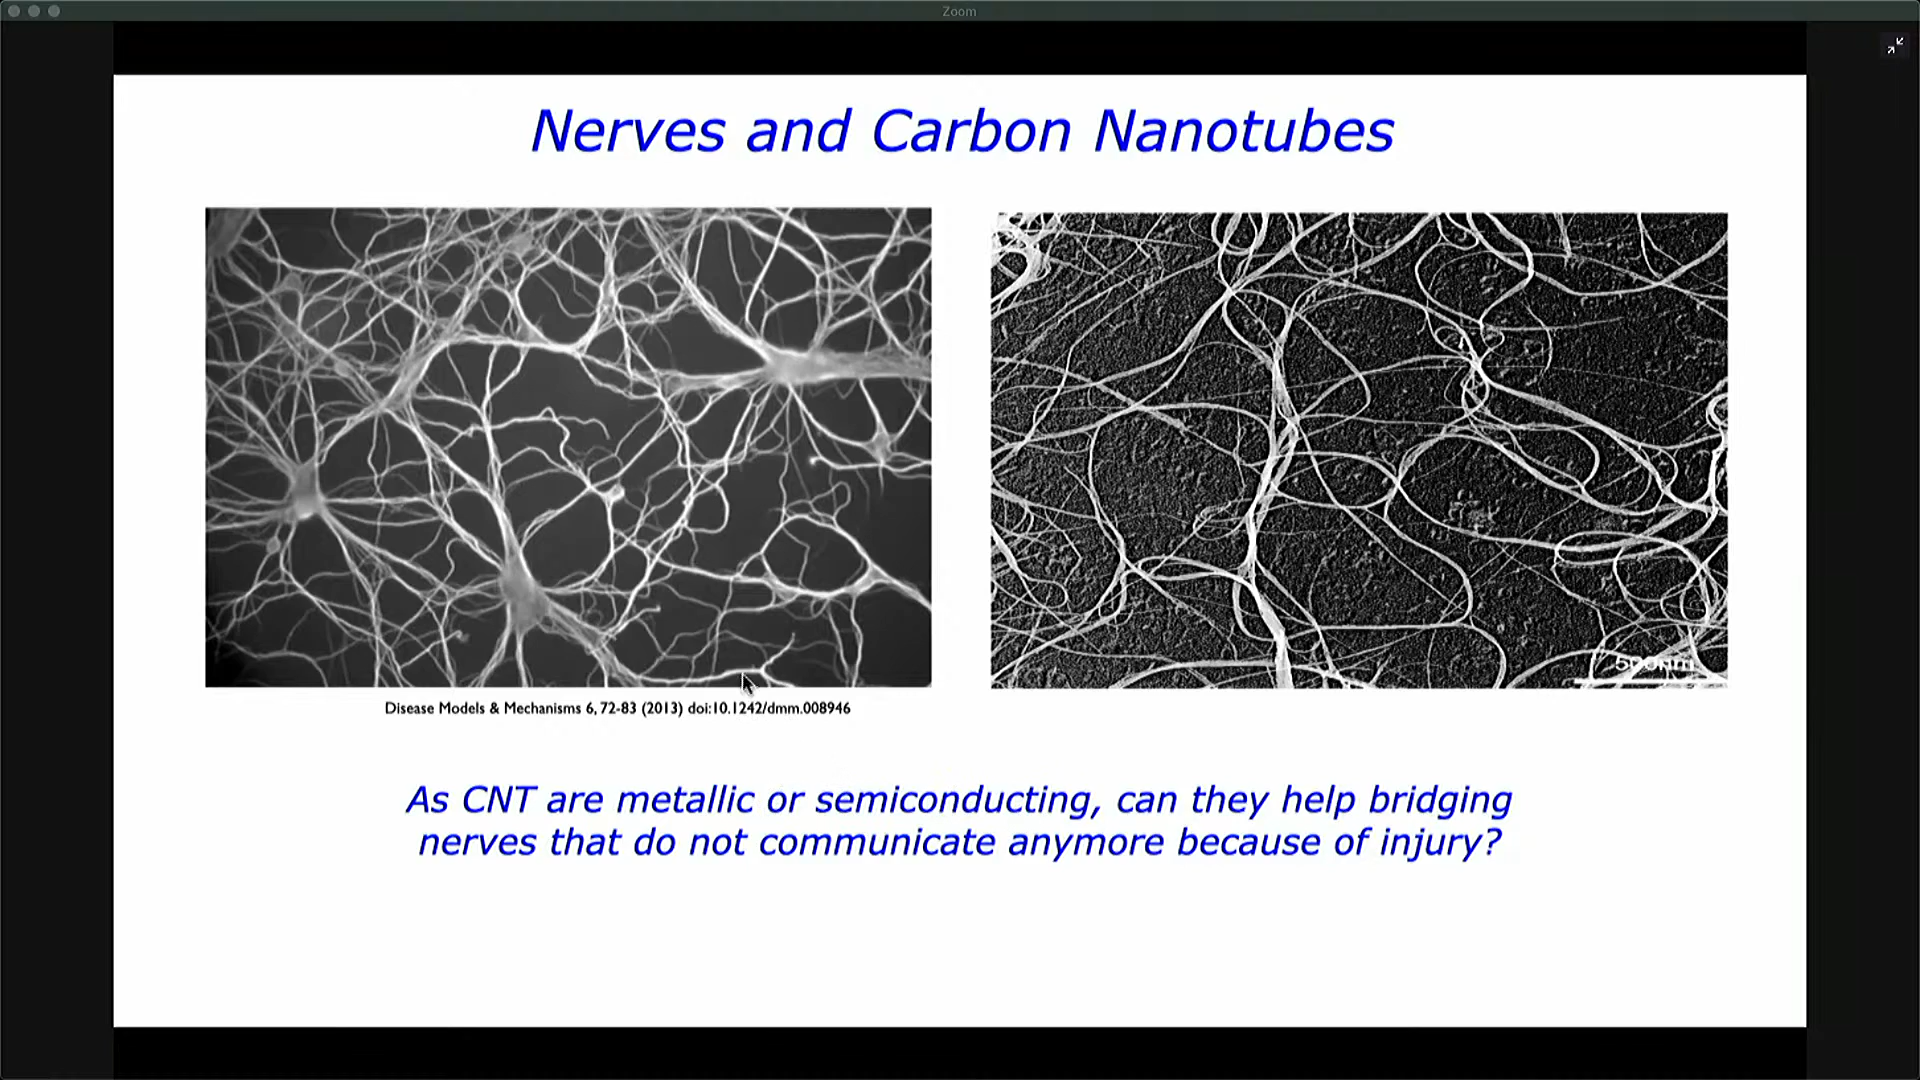 Zoom
Nerves and Carbon Nanotubes
500nm
Disease Models & Mechanisms 6, 72-83 (2013) doi:10.1242/dmm.008946
As CNT are metallic or semiconducting, can they help bridging
nerves that do not communicate anymore because of injury?